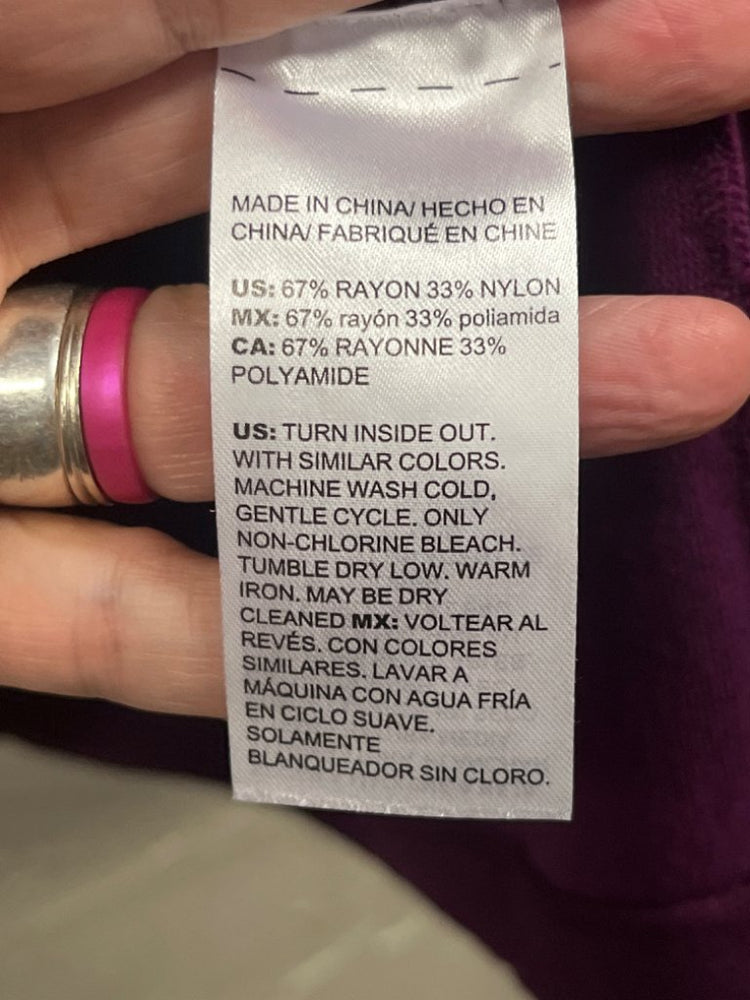 MADE IN CHINA/ HECHO EN
CHINA/ FABRIQUÉ EN CHINE
US: 67% RAYON 33% NYLON
MX: 67% rayón 33% poliamida
CA: 67% RAYONNE 33%
POLYAMIDE
US: TURN INSIDE OUT.
WITH SIMILAR COLORS.
MACHINE WASH COLD,
GENTLE CYCLE. ONLY
NON-CHLORINE BLEACH.
TUMBLE DRY LOW. WARM
IRON. MAY BE DRY
CLEANED MX: VOLTEAR AL
REVÉS. CON COLORES
SIMILARES. LAVAR A
MÁQUINA CON AGUA FRÍA
EN CICLO SUAVE.
SOLAMENTE
BLANQUEADOR SIN CLORO.